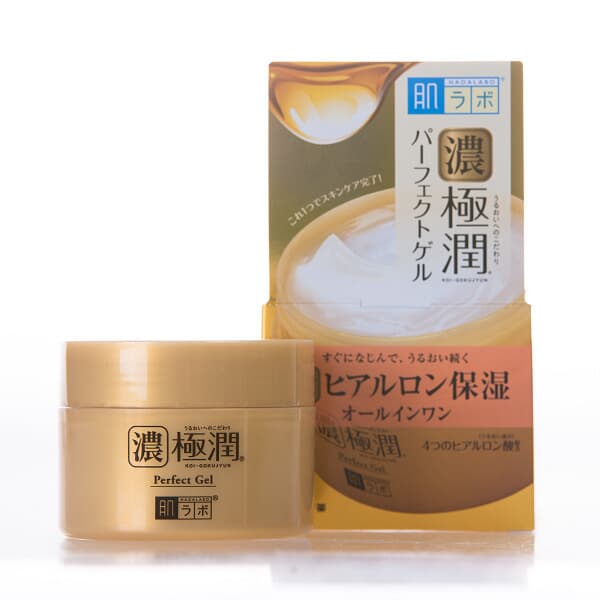 HADALABO®
肌ラボ
濃
極潤®
うるおいへのこだわり
KOI-GOKUJYUN
パーフェクトゲル
これ1つでスキンケア完了！
すぐになじんで、うるおい続く
ヒアルロン保湿
オールインワン
4つのヒアルロン酸
濃極潤
Perfect Gel
うるおいへのこだわり
濃極潤®
KOI-GOKUJYUN
Perfect Gel
HADALABO®
肌ラボ